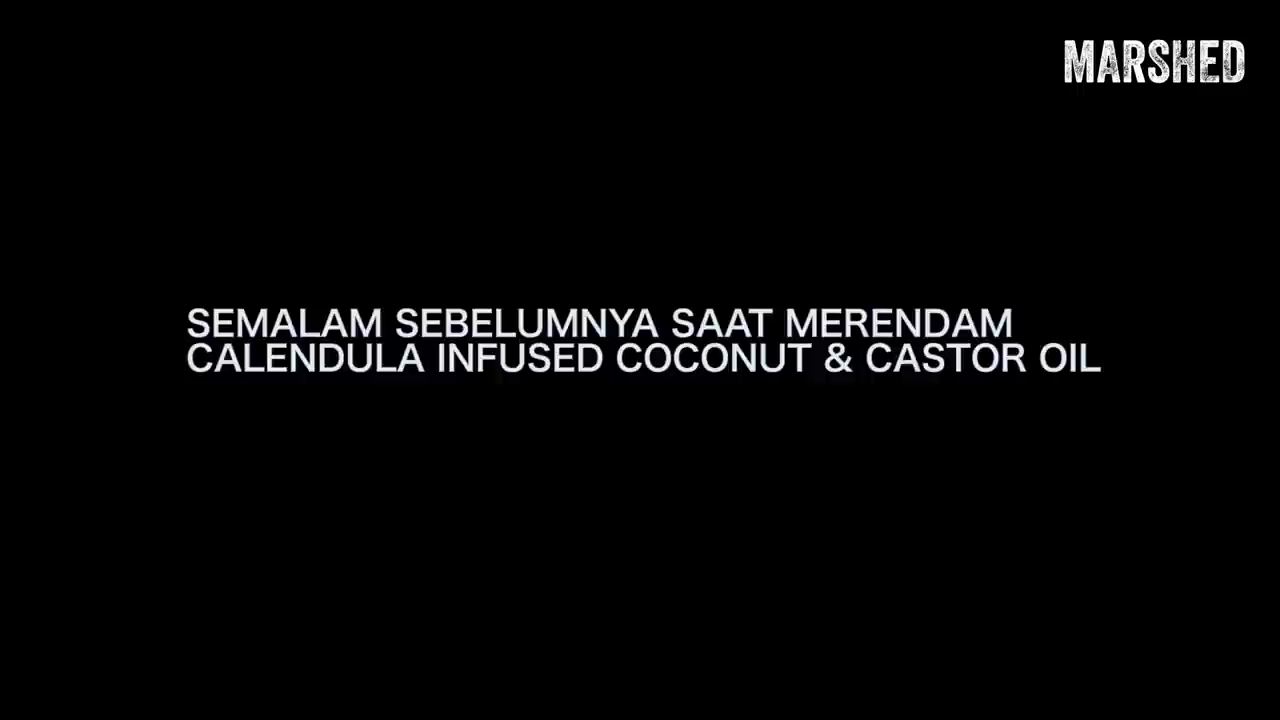 MARSHED
SEMALAM SEBELUMNYA SAAT MERENDAM
CALENDULA INFUSED COCONUT & CASTOR OIL